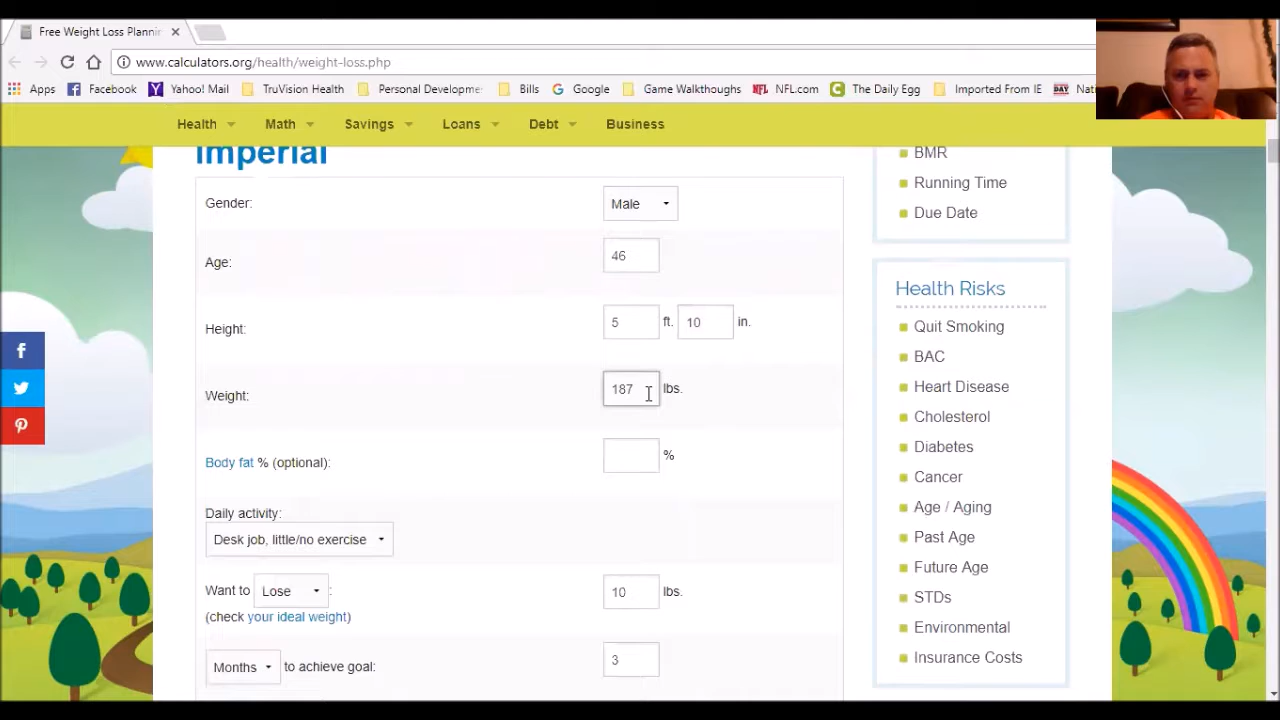 Free Weight Loss Plannin
www.calculators.org/health/weight-loss.php
Apps Facebook Yahoo! Mail TruVision Health Personal Developme Bills Google Game Walkthroughs NFL NFL.com The Daily Egg Imported From IE DAY Nati
Health Math Savings Loans Debt Business
Imperial
Gender: Male
Age: 46
Height: 5 ft. 10 in.
Weight: 187 lbs.
Body fat % (optional): %
Daily activity:
Desk job, little/no exercise
Want to Lose : 10 lbs.
(check your ideal weight)
Months to achieve goal: 3
BMR
Running Time
Due Date
Health Risks
Quit Smoking
BAC
Heart Disease
Cholesterol
Diabetes
Cancer
Age / Aging
Past Age
Future Age
STDs
Environmental
Insurance Costs